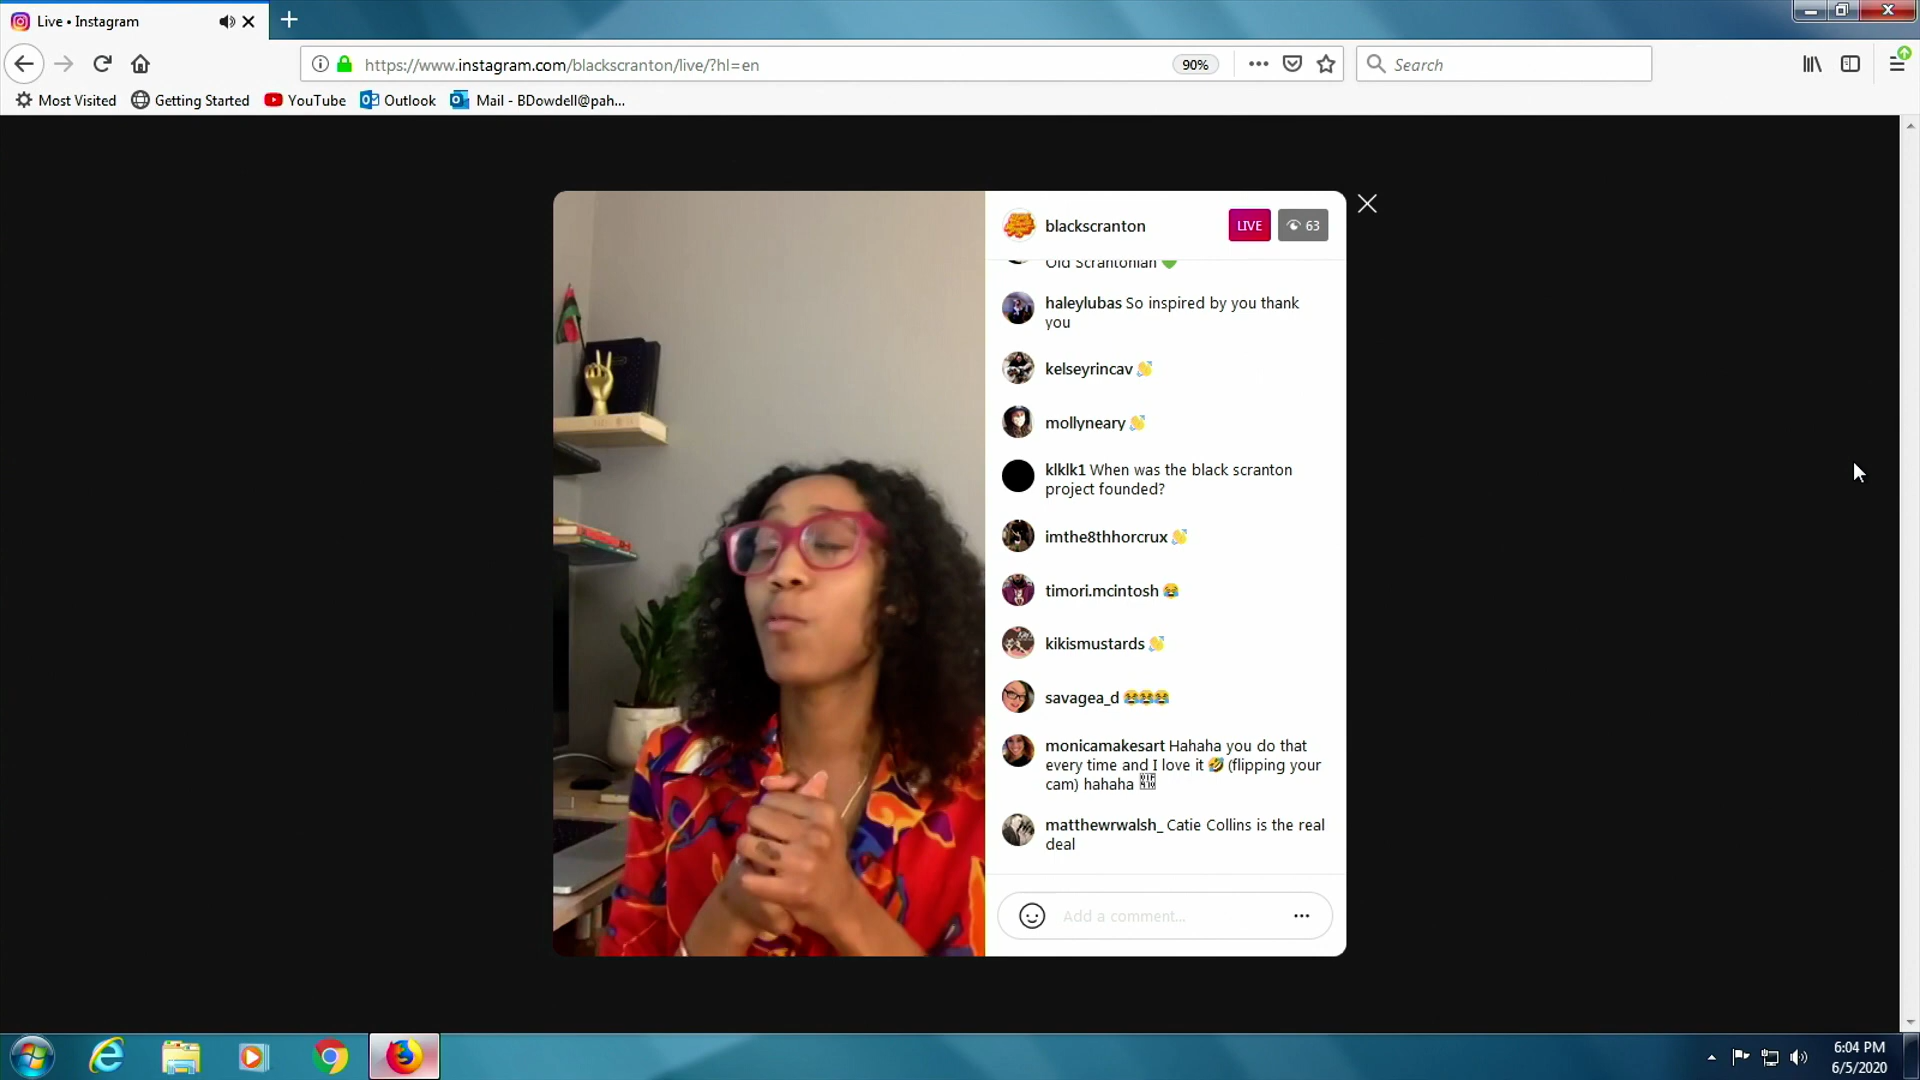 Live • Instagram
https://www.instagram.com/blackscranton/live/?hl=en
90%
Search
Most Visited
Getting Started
YouTube
Outlook
Mail - BDowdell@pah...
blackscranton
LIVE
63
Old Scrantonian 💚
haleylubas So inspired by you thank
you
kelseyrincav 👏
mollyneary 👏
klklk1 When was the black scranton
project founded?
imthe8thhorcrux 👏
timori.mcintosh 😂
kikismustards 👏
savagea_d 😂😂😂
monicamakesart Hahaha you do that
every time and I love it 🤣 (flipping your
cam) hahaha
matthewrwalsh_ Catie Collins is the real
deal
Add a comment...
6:04 PM
6/5/2020